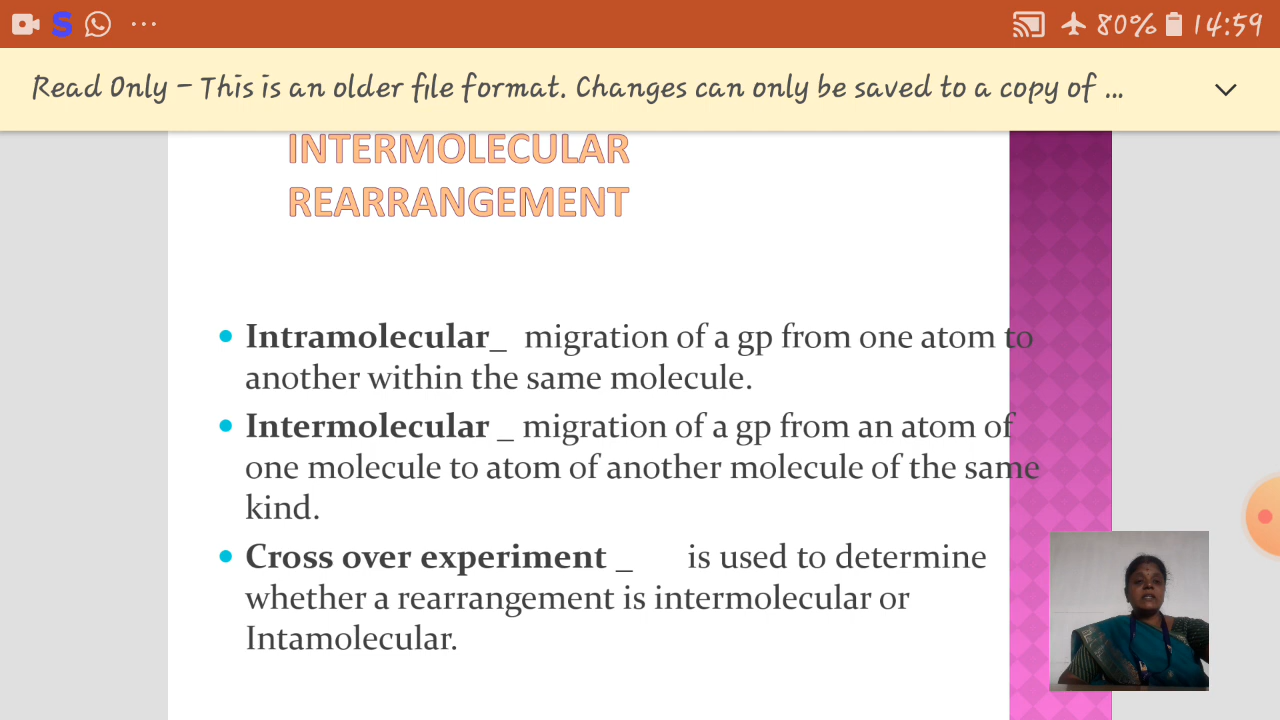 80% 14:59
Read Only – This is an older file format. Changes can only be saved to a copy of ...
INTERMOLECULAR
REARRANGEMENT
• Intramolecular_ migration of a gp from one atom to
another within the same molecule.
• Intermolecular _ migration of a gp from an atom of
one molecule to atom of another molecule of the same
kind.
• Cross over experiment _ is used to determine
whether a rearrangement is intermolecular or
Intamolecular.